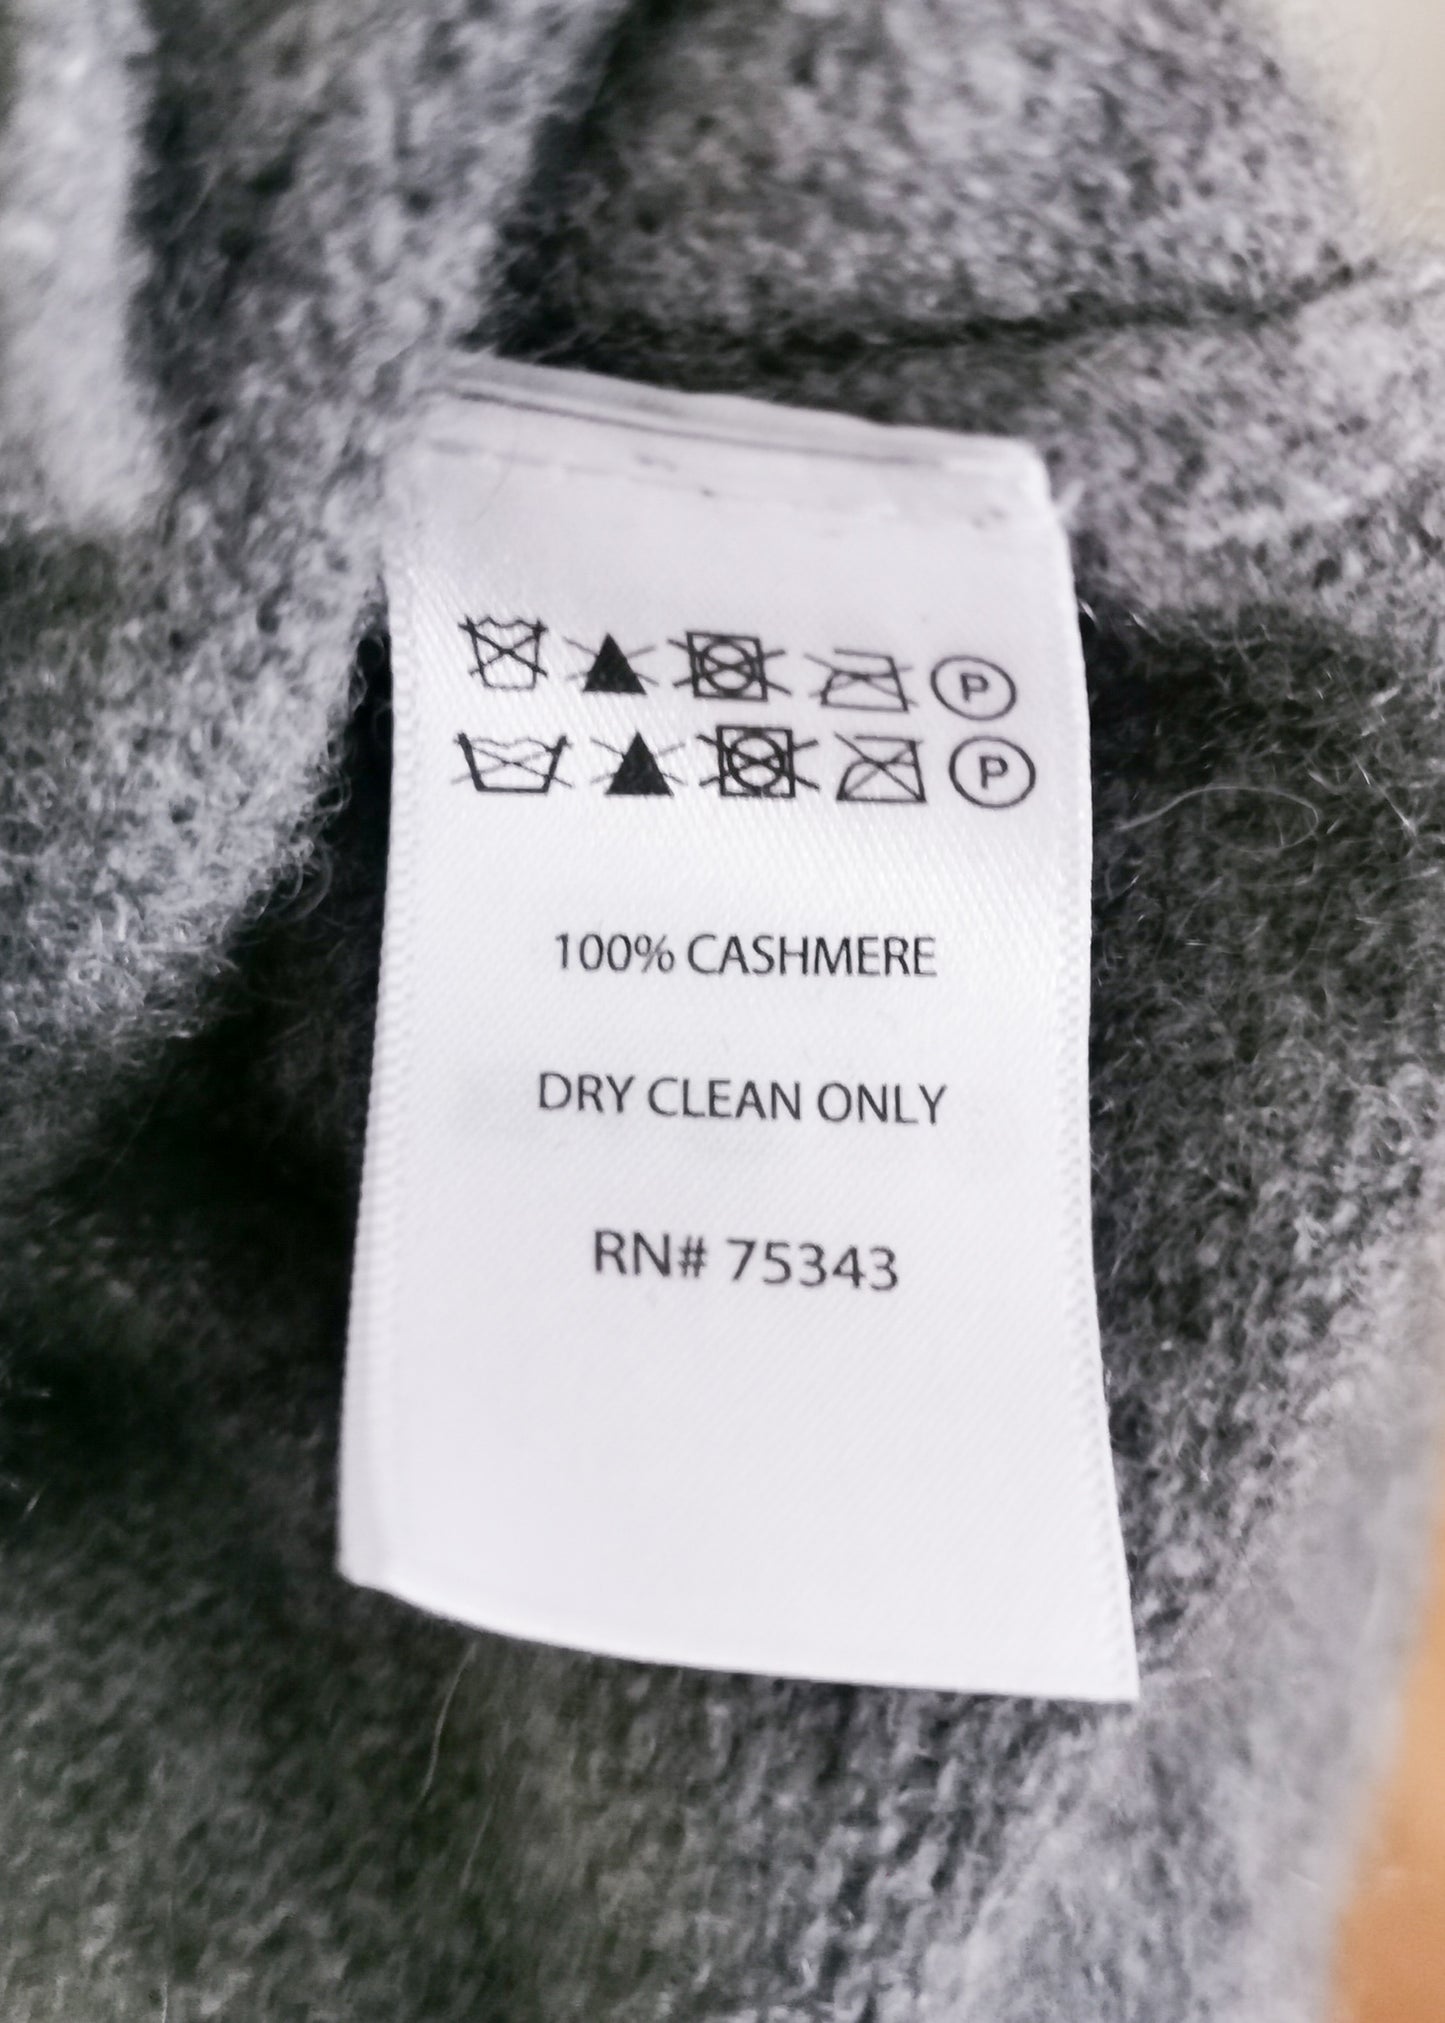 P
P
100% CASHMERE
DRY CLEAN ONLY
RN# 75343